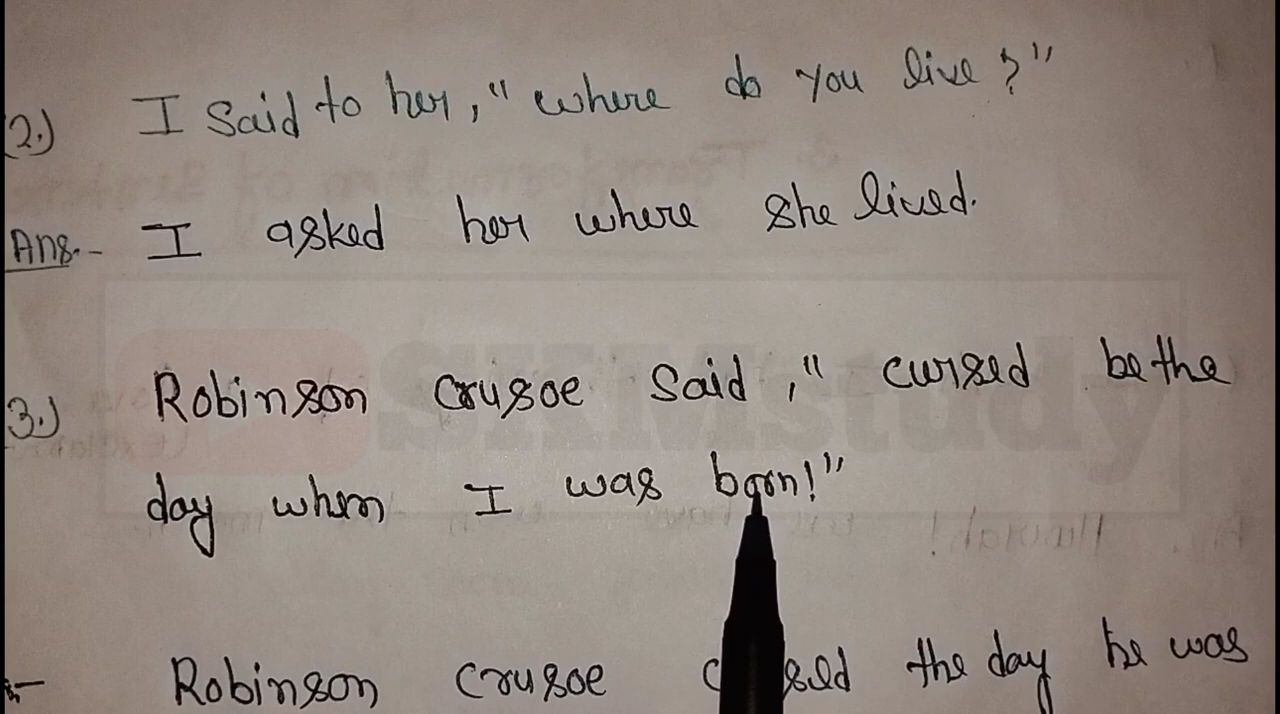 2.) I said to her, "where do you live?"
Ans.- I asked her where she lived.
SKMstudy
3.) Robinson Crusoe said, "cursed be the
day when I was born!"
Robinson Crusoe the day he was